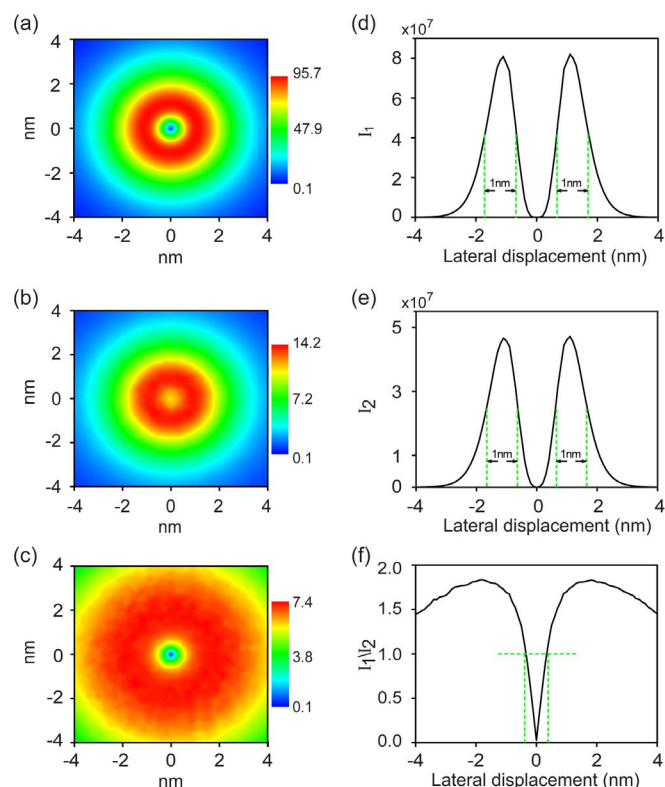 (a)
4
2
0
-2
-4
nm
-4 -2 0 2 4
nm
95.7
47.9
0.1
(d)
x10⁷
8
6
4
2
0
I₁
1nm 1nm
-4 -2 0 2 4
Lateral displacement (nm)
(b)
4
2
0
-2
-4
nm
-4 -2 0 2 4
nm
14.2
7.2
0.1
(e)
x10⁷
5
3
1
0
I₂
1nm 1nm
-4 -2 0 2 4
Lateral displacement (nm)
(c)
4
2
0
-2
-4
nm
-4 -2 0 2 4
nm
7.4
3.8
0.1
(f)
2.0
1.5
1.0
0.5
0.0
I₁\I₂
-4 -2 0 2 4
Lateral displacement (nm)